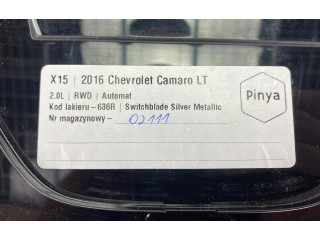 X15 | 2016 Chevrolet Camaro LT
2.0L | RWD | Automat
Kod lakieru – 636R | Switchblade Silver Metallic
Nr magazynowy – 02111
Pinya